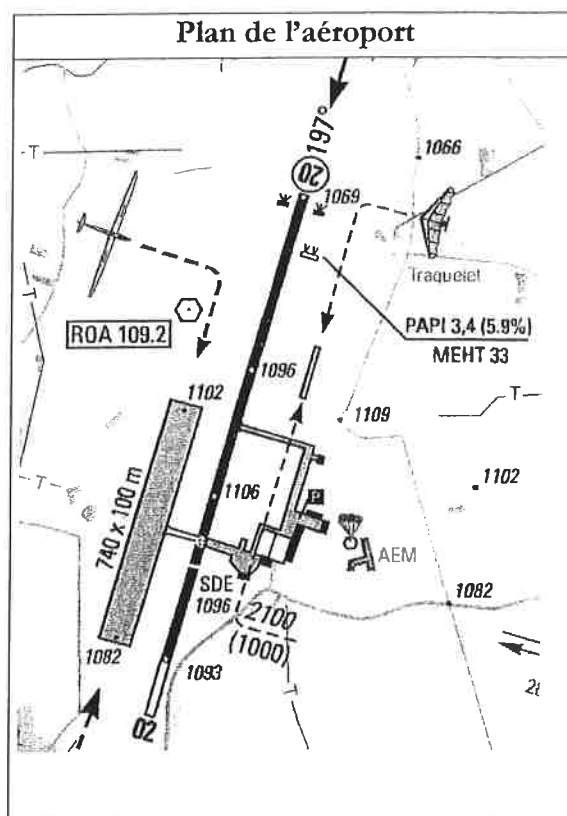 Plan de l'aéroport
197°
20
1066
1069
T
Traquelet
ROA 109.2
PAPI 3,4 (5.9%)
MEHT 33
1096
1102
1109
T
T
1102
740 x 100 m
1106
P
AEM
SDE
1096
1082
2100
(1000)
1082
1093
T
02